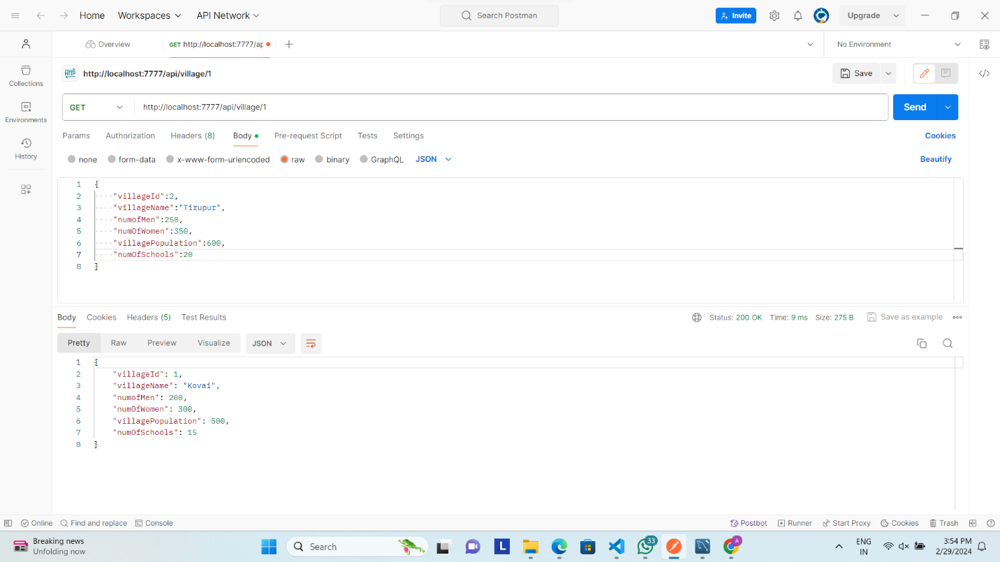 Home Workspaces API Network Search Postman Invite Upgrade
Overview GET http://localhost:7777/ap No Environment
HTTP http://localhost:7777/api/village/1 Save
Collections
GET http://localhost:7777/api/village/1 Send
Environments
Params Authorization Headers (8) Body Pre-request Script Tests Settings Cookies
History
none form-data x-www-form-urlencoded raw binary GraphQL JSON Beautify
1 {
2 "villageId":2,
3 "villageName":"Tirupur",
4 "numofMen":250,
5 "numOfWomen":350,
6 "villagePopulation":600,
7 "numOfSchools":20
8 }
Body Cookies Headers (5) Test Results Status: 200 OK Time: 9 ms Size: 275 B Save as example
Pretty Raw Preview Visualize JSON
1 {
2 "villageId": 1,
3 "villageName": "Kovai",
4 "numofMen": 200,
5 "numOfWomen": 300,
6 "villagePopulation": 500,
7 "numOfSchools": 15
8 }
Online Find and replace Console Postbot Runner Start Proxy Cookies Trash
Breaking news
Unfolding now
Search
L
33
A
ENG
IN
3:54 PM
2/29/2024